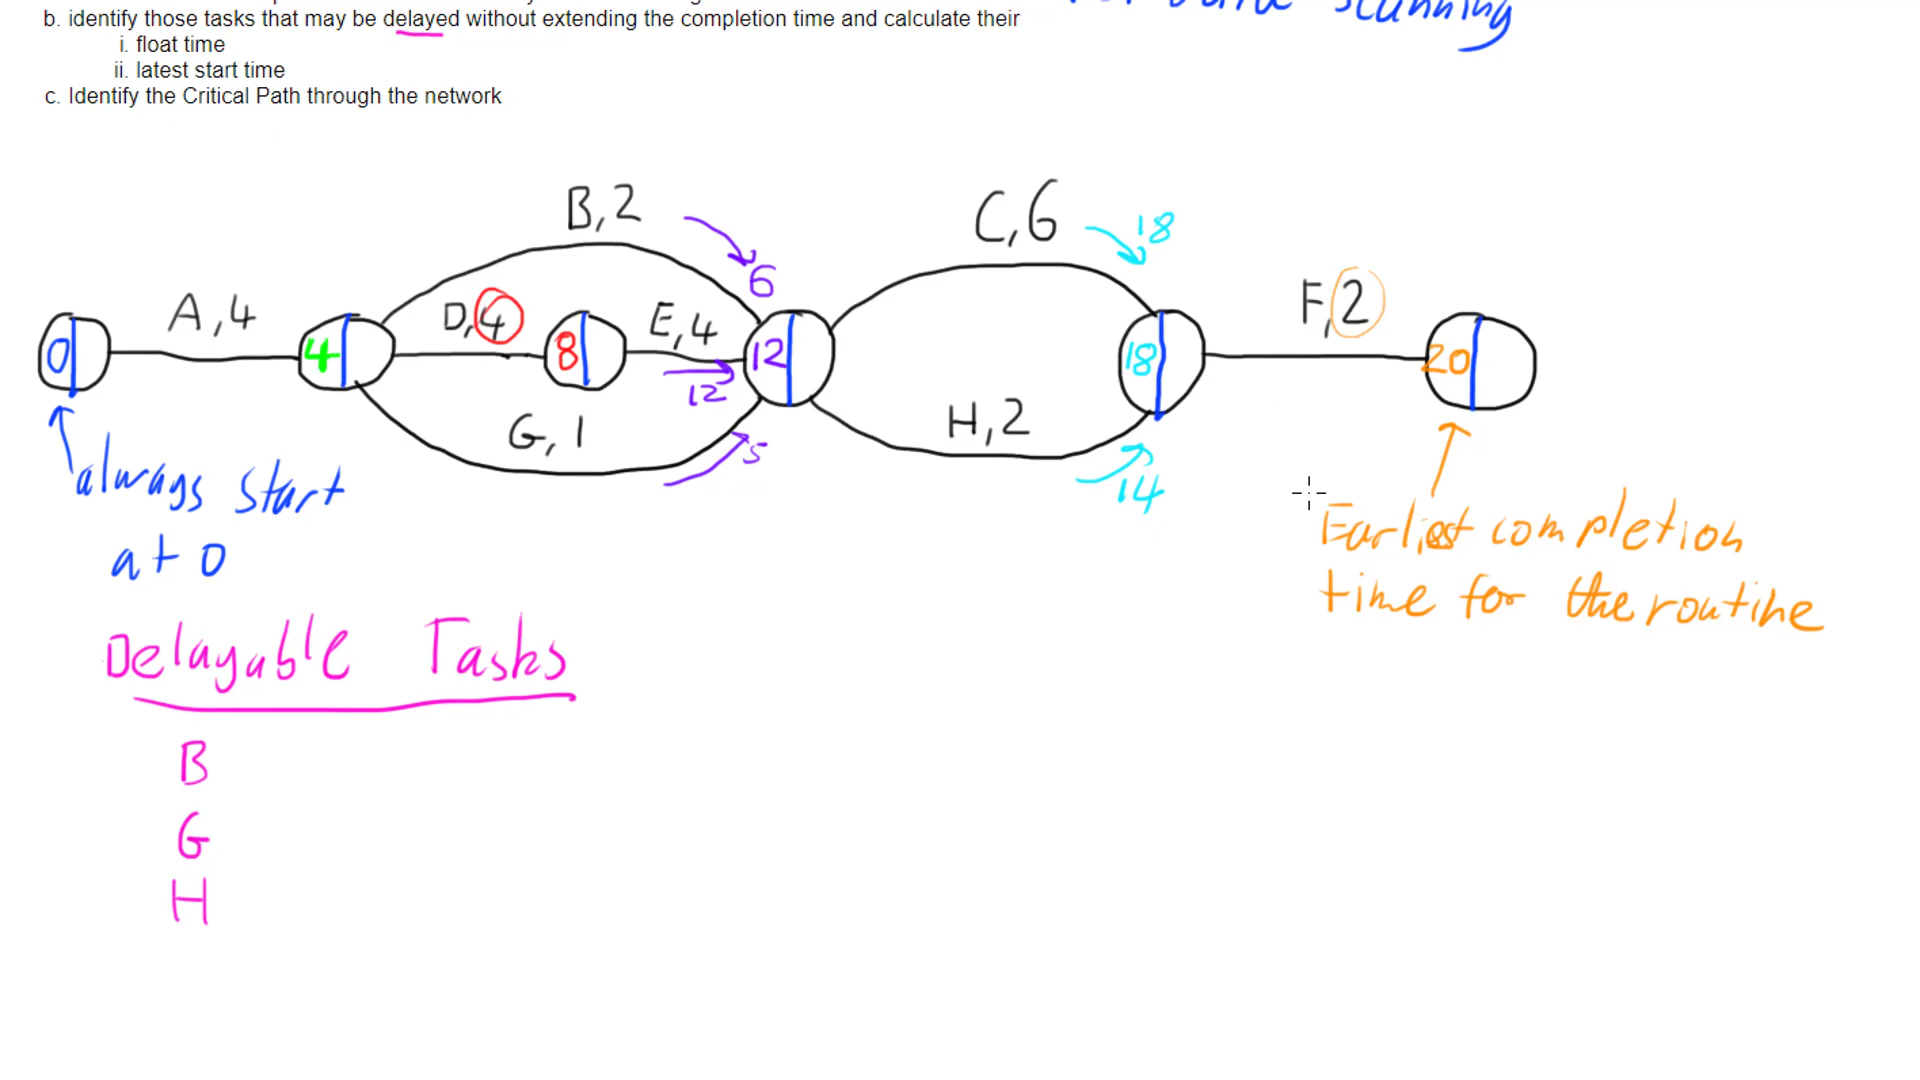 b. identify those tasks that may be delayed without extending the completion time and calculate their
i. float time
ii. latest start time
c. Identify the Critical Path through the network
B,2
C,6
18
6
A,4
D,4
E,4
F,2
0
4
8
12
18
20
12
G,1
5
H,2
14
always start
at 0
Earliest completion
time for the routine
Delayable Tasks
B
G
H